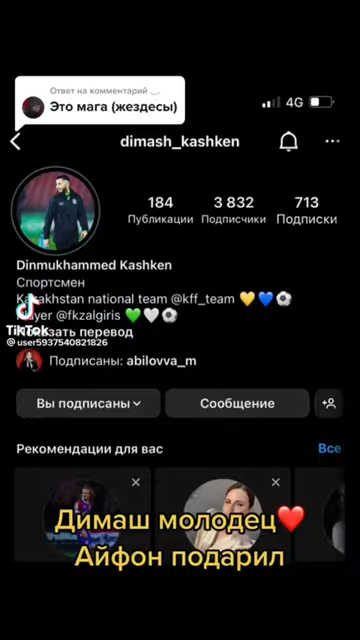 Ответ на комментарий
Это мага (жездесы)
4G
dimash_kashken
184
3 832
713
Публикации
Подписчики
Подписки
Dinmukhammed Kashken
Спортсмен
Kazakhstan national team @kff_team 💛💙⚽
@fkzalgiris 💚🤍⚽
TikTok
перевод
@user5937540821826
Подписаны: abilovva_m
Вы подписаны
Сообщение
Рекомендации для вас
Все
Димаш молодец❤️
Айфон подарил